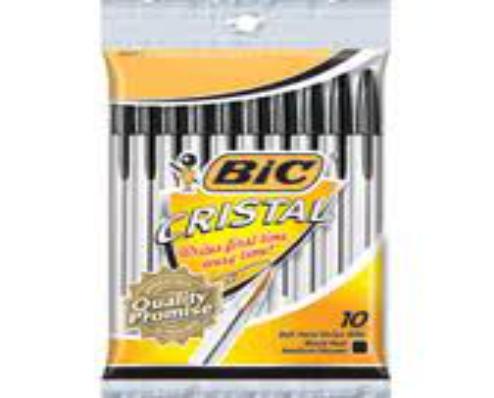 BIC
CRISTAL
Writes first time,
every time!
Quality
Promise
10